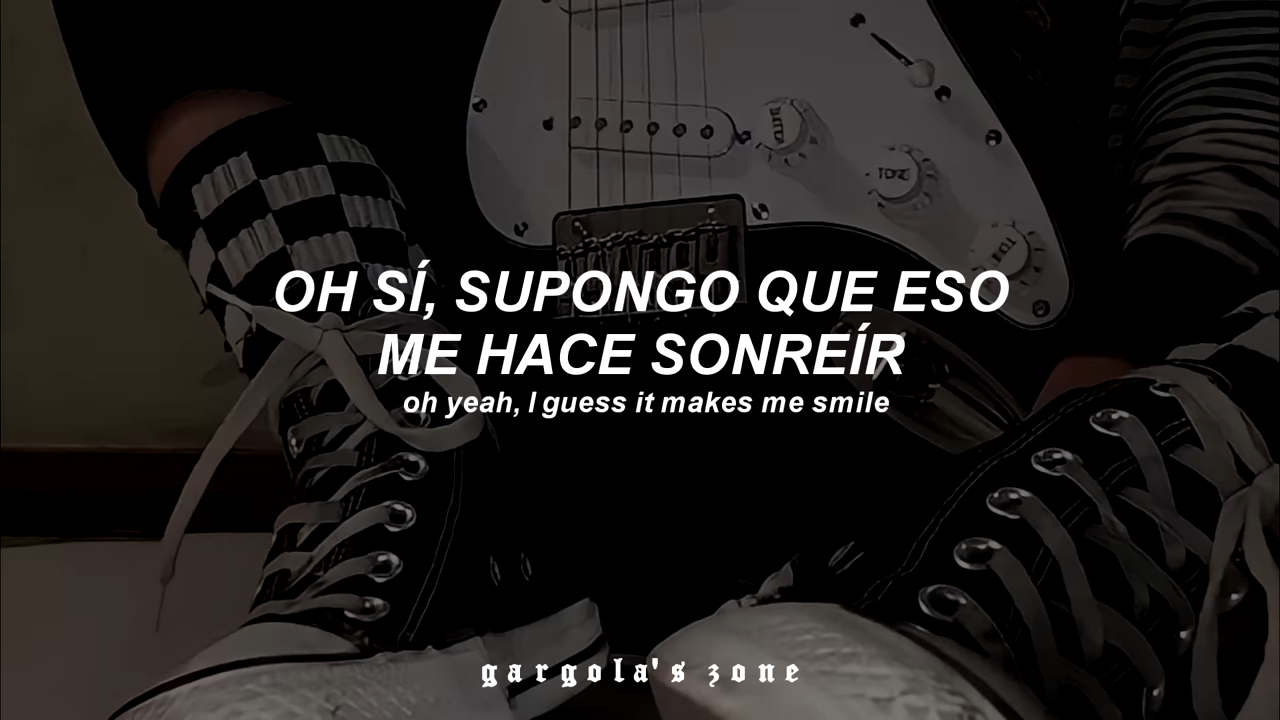 OH SÍ, SUPONGO QUE ESO
ME HACE SONREÍR
oh yeah, I guess it makes me smile
gargola's zone